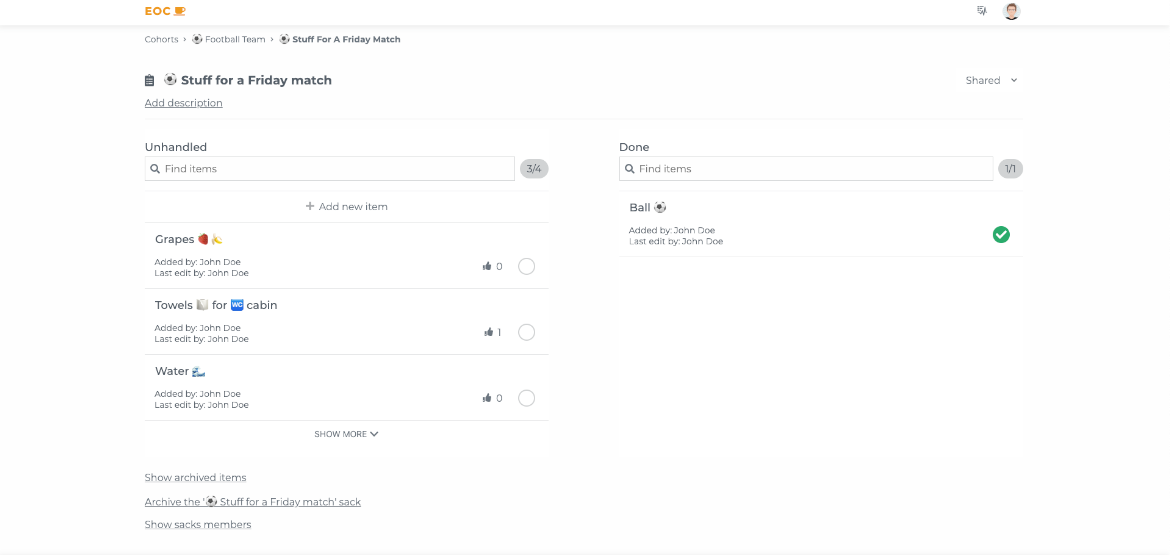 EOC
Cohorts › ⚽ Football Team › ⚽ Stuff For A Friday Match
⚽ Stuff for a Friday match
Shared
Add description
Unhandled
Find items
3/4
+ Add new item
Grapes 🍓🍌
Added by: John Doe
Last edit by: John Doe
0
Towels 🧻 for 🚾 cabin
Added by: John Doe
Last edit by: John Doe
1
Water 🌊
Added by: John Doe
Last edit by: John Doe
0
SHOW MORE
Done
Find items
1/1
Ball ⚽
Added by: John Doe
Last edit by: John Doe
Show archived items
Archive the '⚽ Stuff for a Friday match' sack
Show sacks members